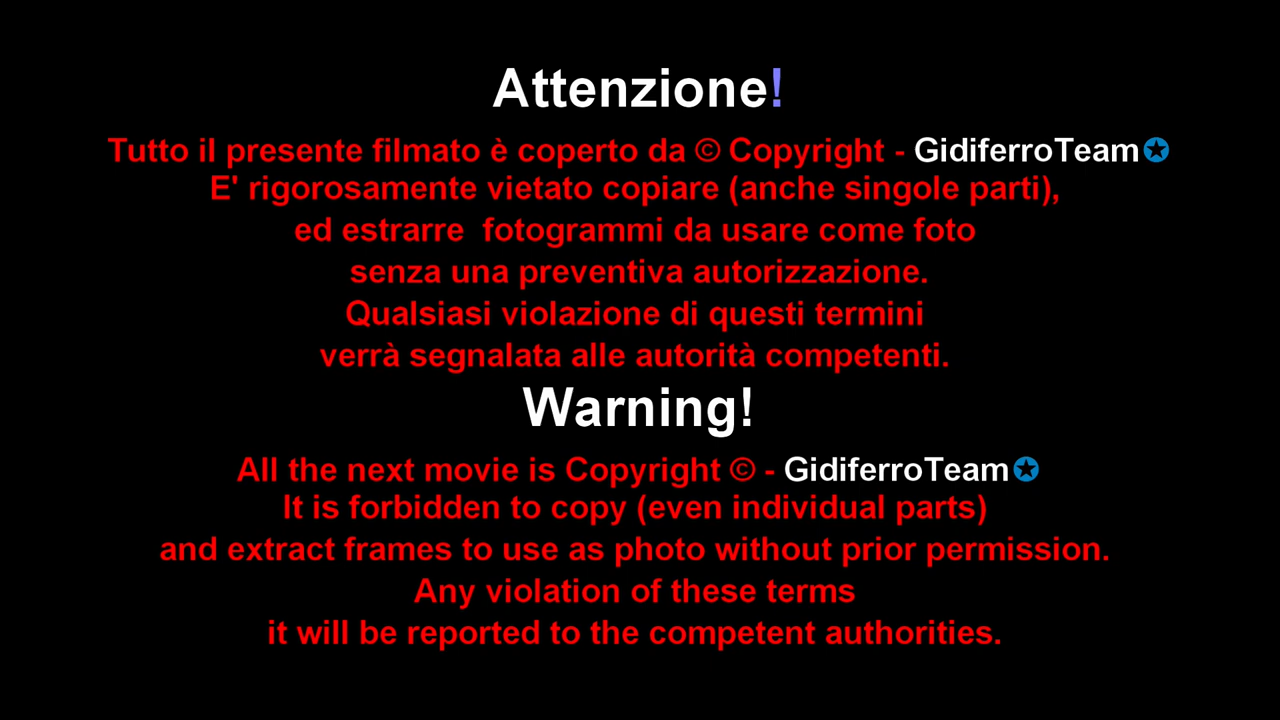 Attenzione!
Tutto il presente filmato è coperto da © Copyright - GidiferroTeam✪
E' rigorosamente vietato copiare (anche singole parti),
ed estrarre  fotogrammi da usare come foto
senza una preventiva autorizzazione.
Qualsiasi violazione di questi termini
verrà segnalata alle autorità competenti.
Warning!
All the next movie is Copyright © - GidiferroTeam✪
It is forbidden to copy (even individual parts)
and extract frames to use as photo without prior permission.
Any violation of these terms
it will be reported to the competent authorities.